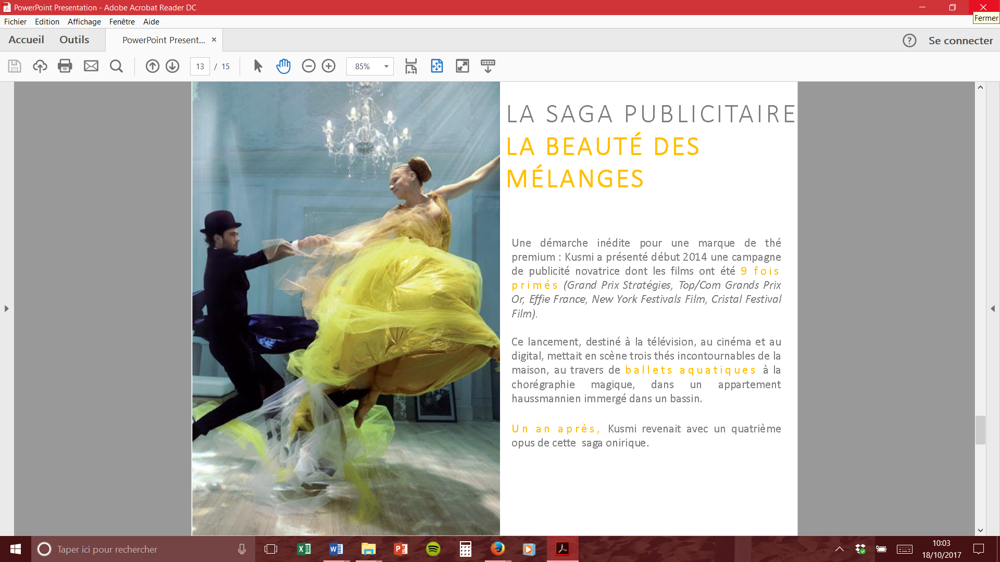 PowerPoint Presentation - Adobe Acrobat Reader DC
Fermer
Fichier Edition Affichage Fenêtre Aide
Accueil Outils PowerPoint Present... × ? Se connecter
13 / 15 85%
LA SAGA PUBLICITAIRE
LA BEAUTÉ DES
MÉLANGES
Une démarche inédite pour une marque de thé
premium : Kusmi a présenté début 2014 une campagne
de publicité novatrice dont les films ont été 9 fois
primés (Grand Prix Stratégies, Top/Com Grands Prix
Or, Effie France, New York Festivals Film, Cristal Festival
Film).
Ce lancement, destiné à la télévision, au cinéma et au
digital, mettait en scène trois thés incontournables de la
maison, au travers de ballets aquatiques à la
chorégraphie magique, dans un appartement
haussmannien immergé dans un bassin.
Un an après, Kusmi revenait avec un quatrième
opus de cette saga onirique.
Taper ici pour rechercher
10:03
18/10/2017